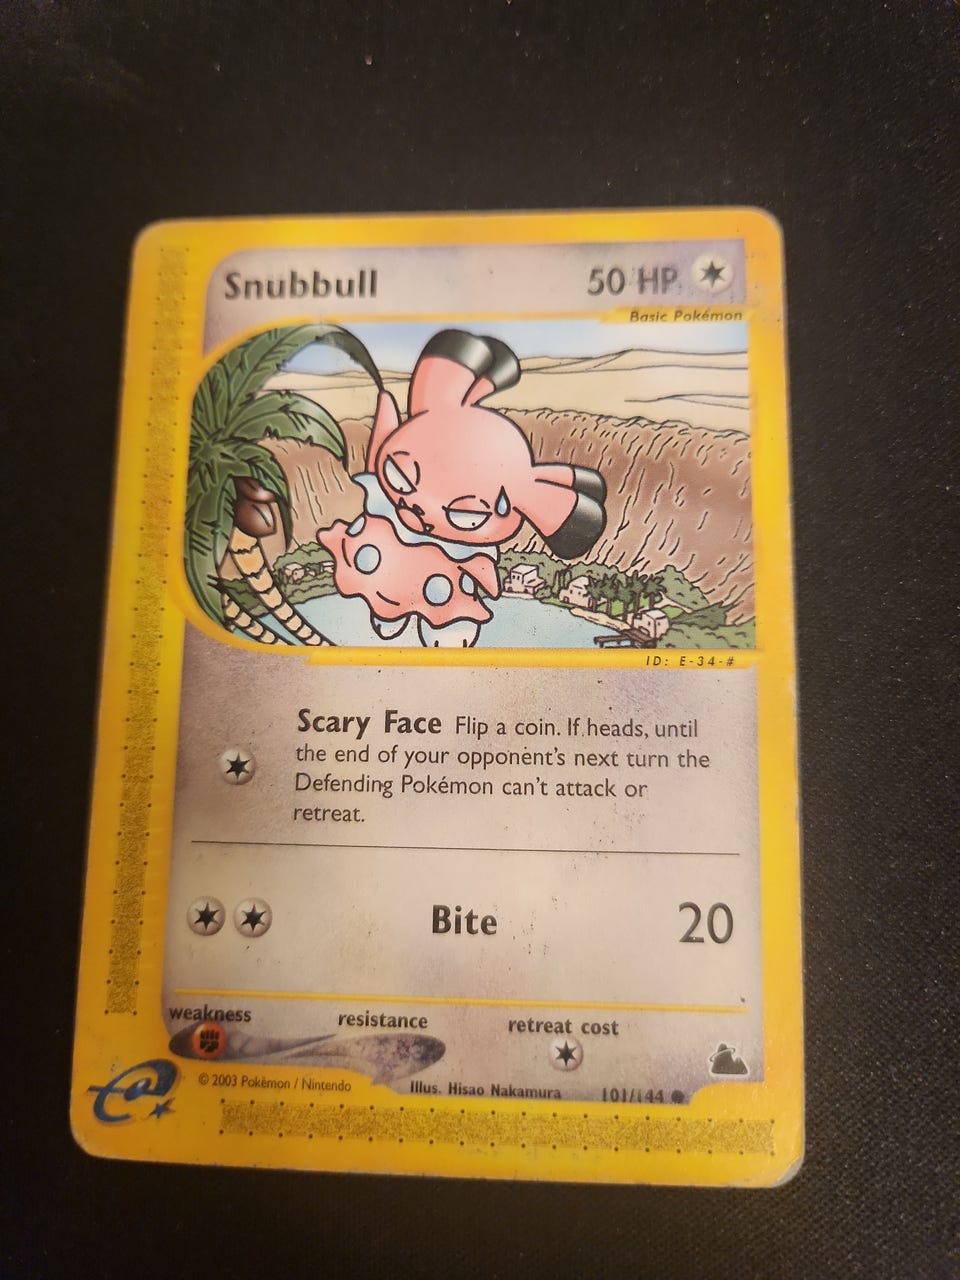 Snubbull 50 HP
Basic Pokémon
ID: E-34-#
Scary Face Flip a coin. If heads, until
the end of your opponent's next turn the
Defending Pokémon can't attack or
retreat.
Bite 20
weakness resistance retreat cost
© 2003 Pokémon / Nintendo Illus. Hisao Nakamura 101/144
e